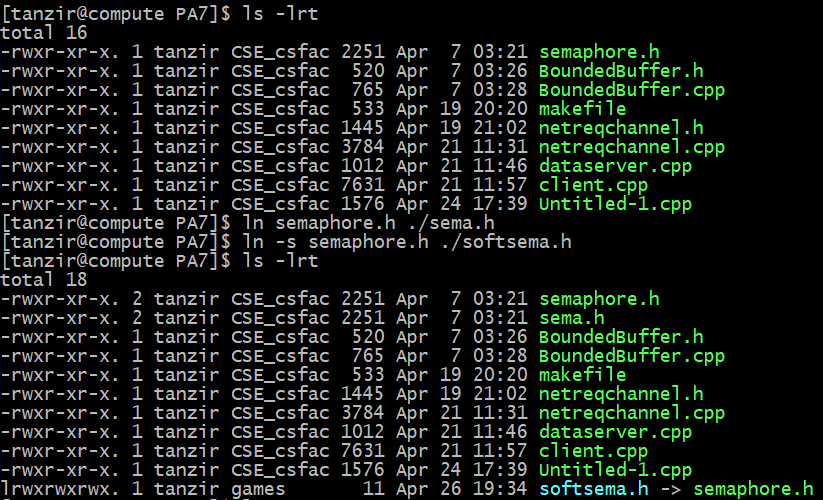 [tanzir@compute PA7]$ ls -lrt
total 16
-rwxr-xr-x. 1 tanzir CSE_csfac 2251 Apr  7 03:21 semaphore.h
-rwxr-xr-x. 1 tanzir CSE_csfac  520 Apr  7 03:26 BoundedBuffer.h
-rwxr-xr-x. 1 tanzir CSE_csfac  765 Apr  7 03:28 BoundedBuffer.cpp
-rwxr-xr-x. 1 tanzir CSE_csfac  533 Apr 19 20:20 makefile
-rwxr-xr-x. 1 tanzir CSE_csfac 1445 Apr 19 21:02 netreqchannel.h
-rwxr-xr-x. 1 tanzir CSE_csfac 3784 Apr 21 11:31 netreqchannel.cpp
-rwxr-xr-x. 1 tanzir CSE_csfac 1012 Apr 21 11:46 dataserver.cpp
-rwxr-xr-x. 1 tanzir CSE_csfac 7631 Apr 21 11:57 client.cpp
-rwxr-xr-x. 1 tanzir CSE_csfac 1576 Apr 24 17:39 Untitled-1.cpp
[tanzir@compute PA7]$ ln semaphore.h ./sema.h
[tanzir@compute PA7]$ ln -s semaphore.h ./softsema.h
[tanzir@compute PA7]$ ls -lrt
total 18
-rwxr-xr-x. 2 tanzir CSE_csfac 2251 Apr  7 03:21 semaphore.h
-rwxr-xr-x. 2 tanzir CSE_csfac 2251 Apr  7 03:21 sema.h
-rwxr-xr-x. 1 tanzir CSE_csfac  520 Apr  7 03:26 BoundedBuffer.h
-rwxr-xr-x. 1 tanzir CSE_csfac  765 Apr  7 03:28 BoundedBuffer.cpp
-rwxr-xr-x. 1 tanzir CSE_csfac  533 Apr 19 20:20 makefile
-rwxr-xr-x. 1 tanzir CSE_csfac 1445 Apr 19 21:02 netreqchannel.h
-rwxr-xr-x. 1 tanzir CSE_csfac 3784 Apr 21 11:31 netreqchannel.cpp
-rwxr-xr-x. 1 tanzir CSE_csfac 1012 Apr 21 11:46 dataserver.cpp
-rwxr-xr-x. 1 tanzir CSE_csfac 7631 Apr 21 11:57 client.cpp
-rwxr-xr-x. 1 tanzir CSE_csfac 1576 Apr 24 17:39 Untitled-1.cpp
lrwxrwxrwx. 1 tanzir games       11 Apr 26 19:34 softsema.h -> semaphore.h